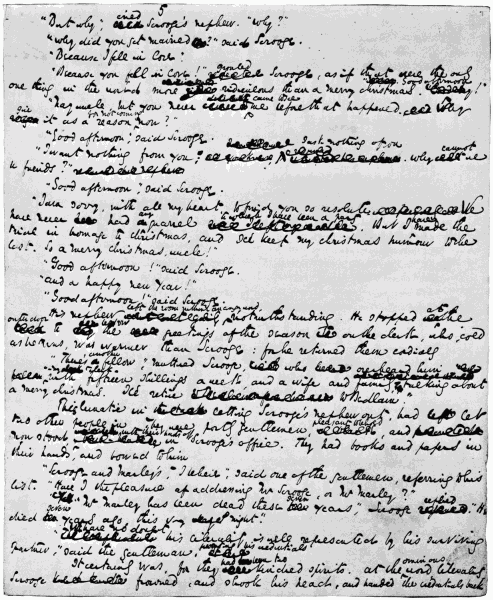 5
"But why?" cried Scrooge's nephew. "Why?"
"Why did you get married?" said Scrooge.
"Because I fell in love."
"Because you fell in love!" growled Scrooge, as if that were the only
one thing in the world more ridiculous than a merry Christmas. "Good afternoon!"
"Nay uncle, but you never came to see me before that happened. Why
give it as a reason for not coming now?"
"Good afternoon," said Scrooge.
"I want nothing from you; I ask nothing of you; why cannot we
be friends?"
"Good afternoon," said Scrooge.
"I am sorry, with all my heart, to find you so resolute. We
have never had any quarrel to which I have been a party. But I made the
trial in homage to Christmas, and I'll keep my Christmas humour to the
last. So a merry Christmas, uncle!"
"Good afternoon!" said Scrooge.
"And a happy new year!"
"Good afternoon!" said Scrooge.
His nephew left the room without an angry word, notwithstanding. He stopped at the
outer door to the greetings of the season on the clerk, who, cold
as he was, was warmer than Scrooge; for he returned them cordially.
"There's another fellow," muttered Scrooge, who overheard him
with fifteen shillings a week, and a wife and family, talking about
a merry Christmas. I'll retire to Bedlam."
This lunatic in letting Scrooge's nephew out, had let
two other people in. They were portly gentlemen, pleasant to behold, and
now stood in Scrooge's office. They had books and papers in
their hands, and bowed to him.
"Scrooge and Marley's, I believe," said one of the gentlemen, referring to his
list. "Have I the pleasure of addressing Mr Scrooge, or Mr Marley?"
"Mr Marley has been dead these seven years," Scrooge replied. "He
died seven years ago, this very night."
"We have no doubt his liberality is well represented by his surviving
partner," said the gentleman, presenting his credentials.
It certainly was, for they had been two kindred spirits. At the ominous word liberality
Scrooge frowned, and shook his head, and handed the credentials back